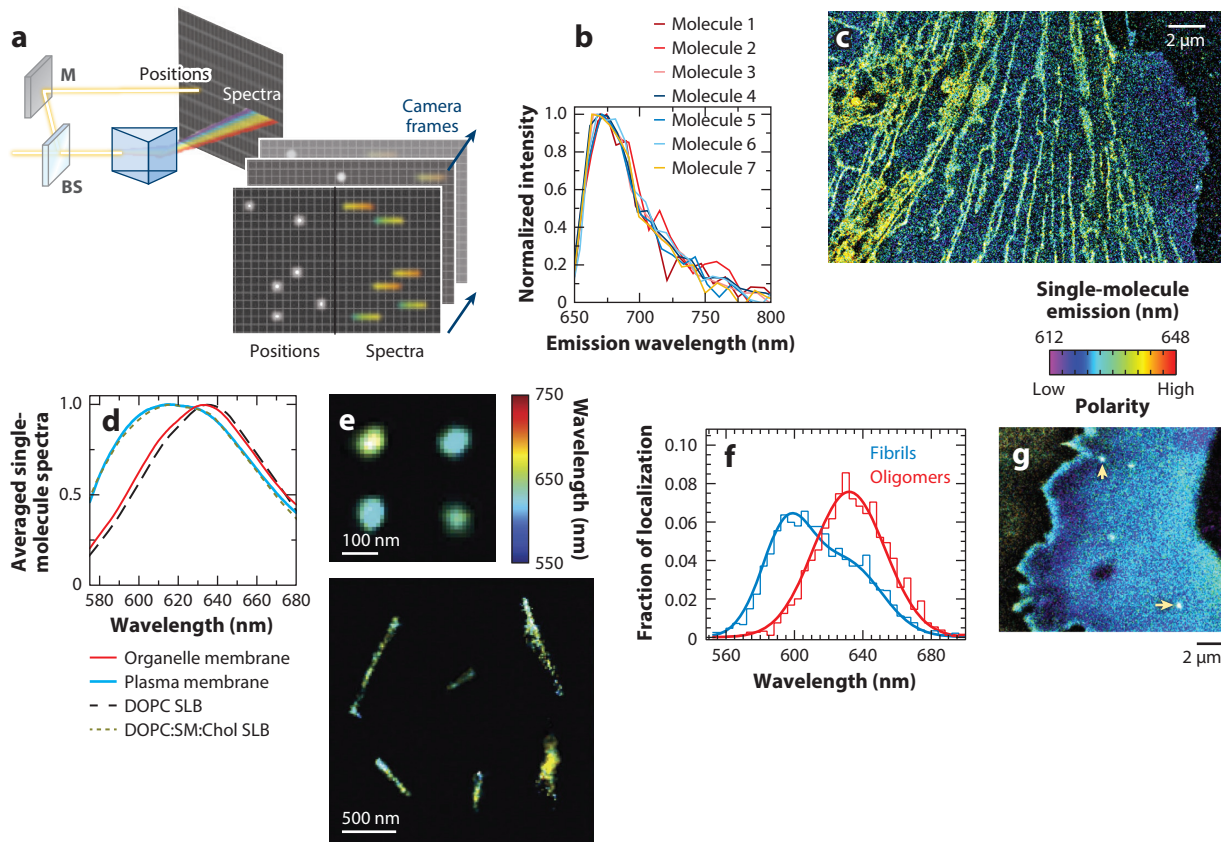 a
M
Positions
Spectra
BS
Camera
frames
Positions
Spectra
b
Molecule 1
Molecule 2
Molecule 3
Molecule 4
Molecule 5
Molecule 6
Molecule 7
Normalized intensity
1.0
0.8
0.6
0.4
0.2
0
650
700
750
800
Emission wavelength (nm)
c
2 µm
Single-molecule
emission (nm)
612
648
Low
High
Polarity
d
Averaged single-
molecule spectra
1.0
0.5
0
580
600
620
640
660
680
Wavelength (nm)
Organelle membrane
Plasma membrane
DOPC SLB
DOPC:SM:Chol SLB
e
100 nm
750
650
550
Wavelength (nm)
500 nm
f
Fibrils
Oligomers
Fraction of localization
0.10
0.08
0.06
0.04
0.02
0
560
600
640
680
Wavelength (nm)
g
2 µm